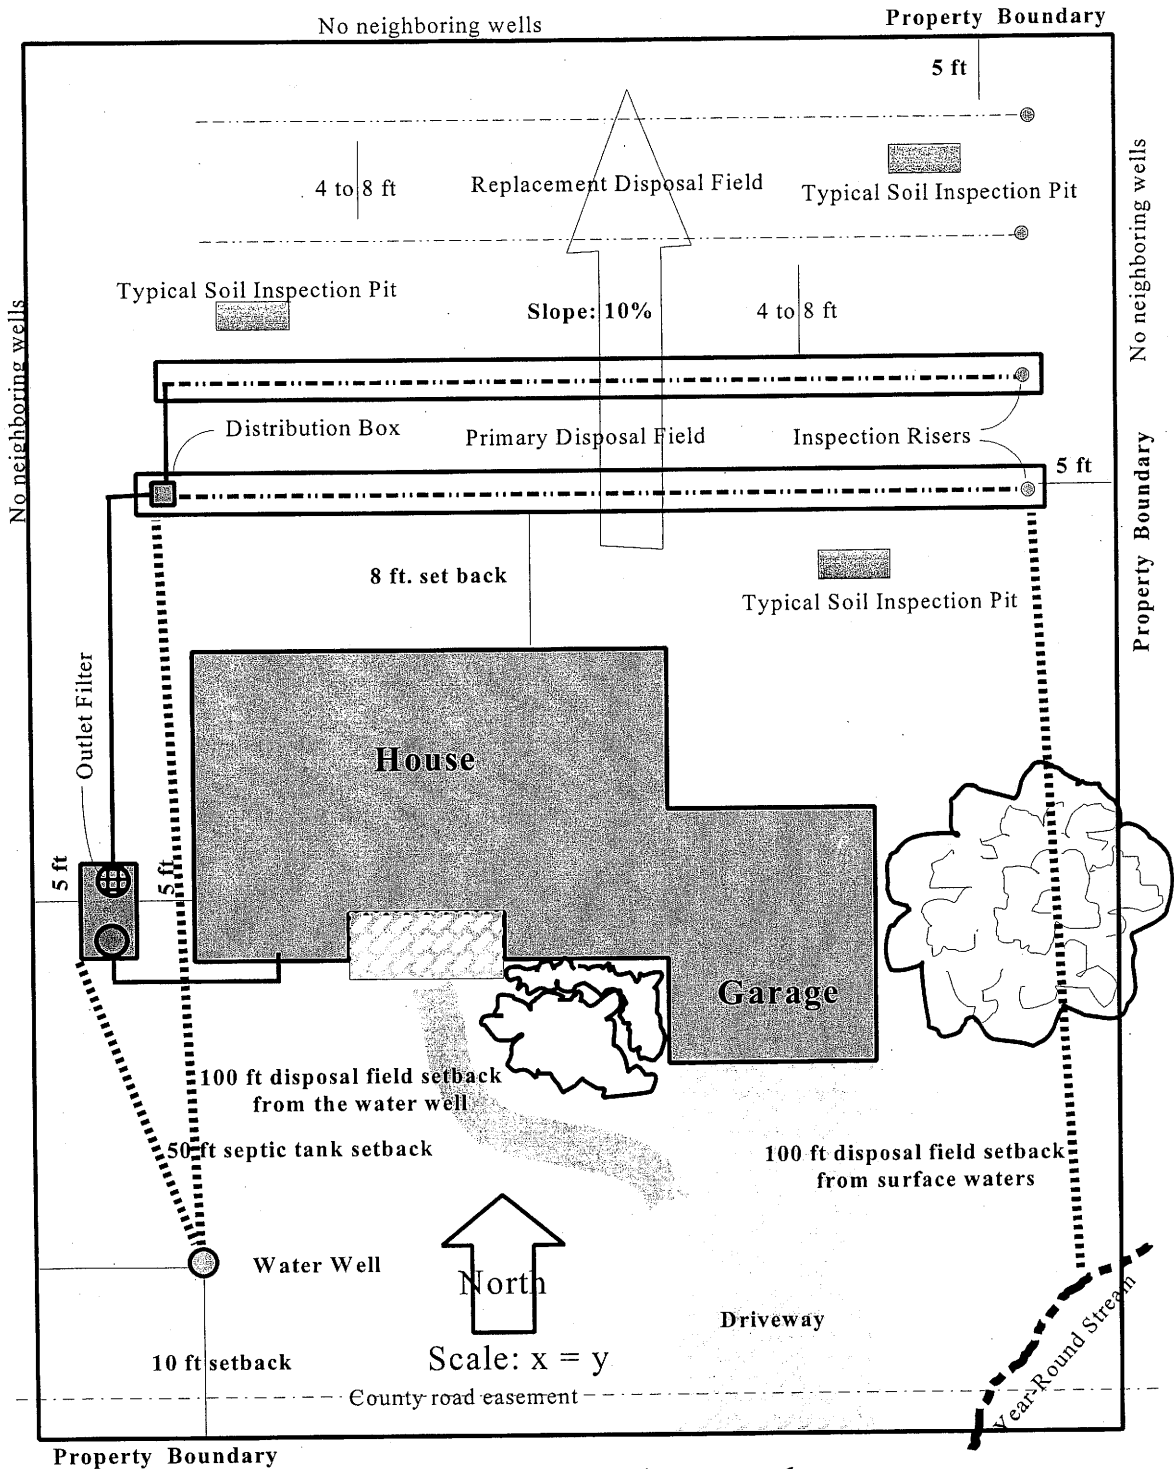 No neighboring wells
Property Boundary
5 ft
4 to 8 ft
Replacement Disposal Field
Typical Soil Inspection Pit
No neighboring wells
Typical Soil Inspection Pit
Slope: 10%
4 to 8 ft
No neighboring wells
Distribution Box
Primary Disposal Field
Inspection Risers
5 ft
Property Boundary
8 ft. set back
Typical Soil Inspection Pit
Outlet Filter
House
5 ft
5 ft
Garage
100 ft disposal field setback
from the water well
50 ft septic tank setback
100 ft disposal field setback
from surface waters
Water Well
North
Driveway
Year-Round Stream
10 ft setback
Scale: x = y
County road easement
Property Boundary